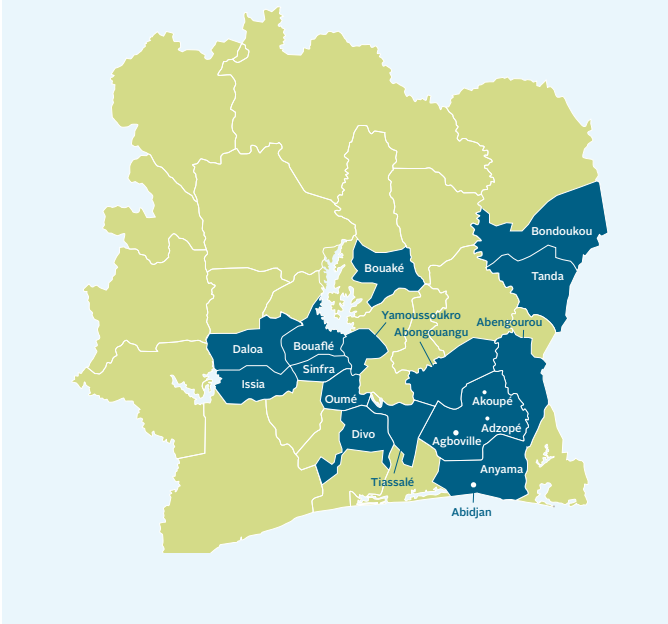 Bondoukou
Bouaké
Tanda
Yamoussoukro
Abengourou
Abongouangu
Bouaflé
Daloa
Sinfra
Issia
Oumé
Akoupé
Adzopé
Divo
Agboville
Anyama
Tiassalé
Abidjan